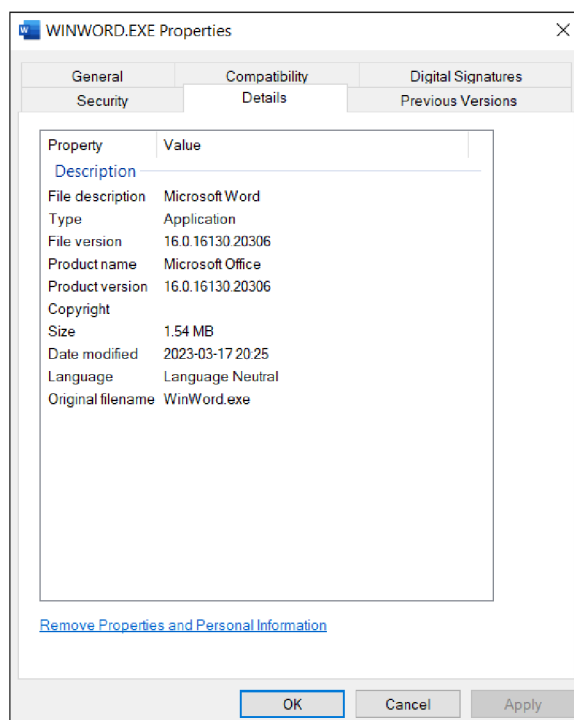 WINWORD.EXE Properties
General Compatibility Digital Signatures
Security Details Previous Versions
Property Value
Description
File description Microsoft Word
Type Application
File version 16.0.16130.20306
Product name Microsoft Office
Product version 16.0.16130.20306
Copyright
Size 1.54 MB
Date modified 2023-03-17 20:25
Language Language Neutral
Original filename WinWord.exe
Remove Properties and Personal Information
OK Cancel Apply